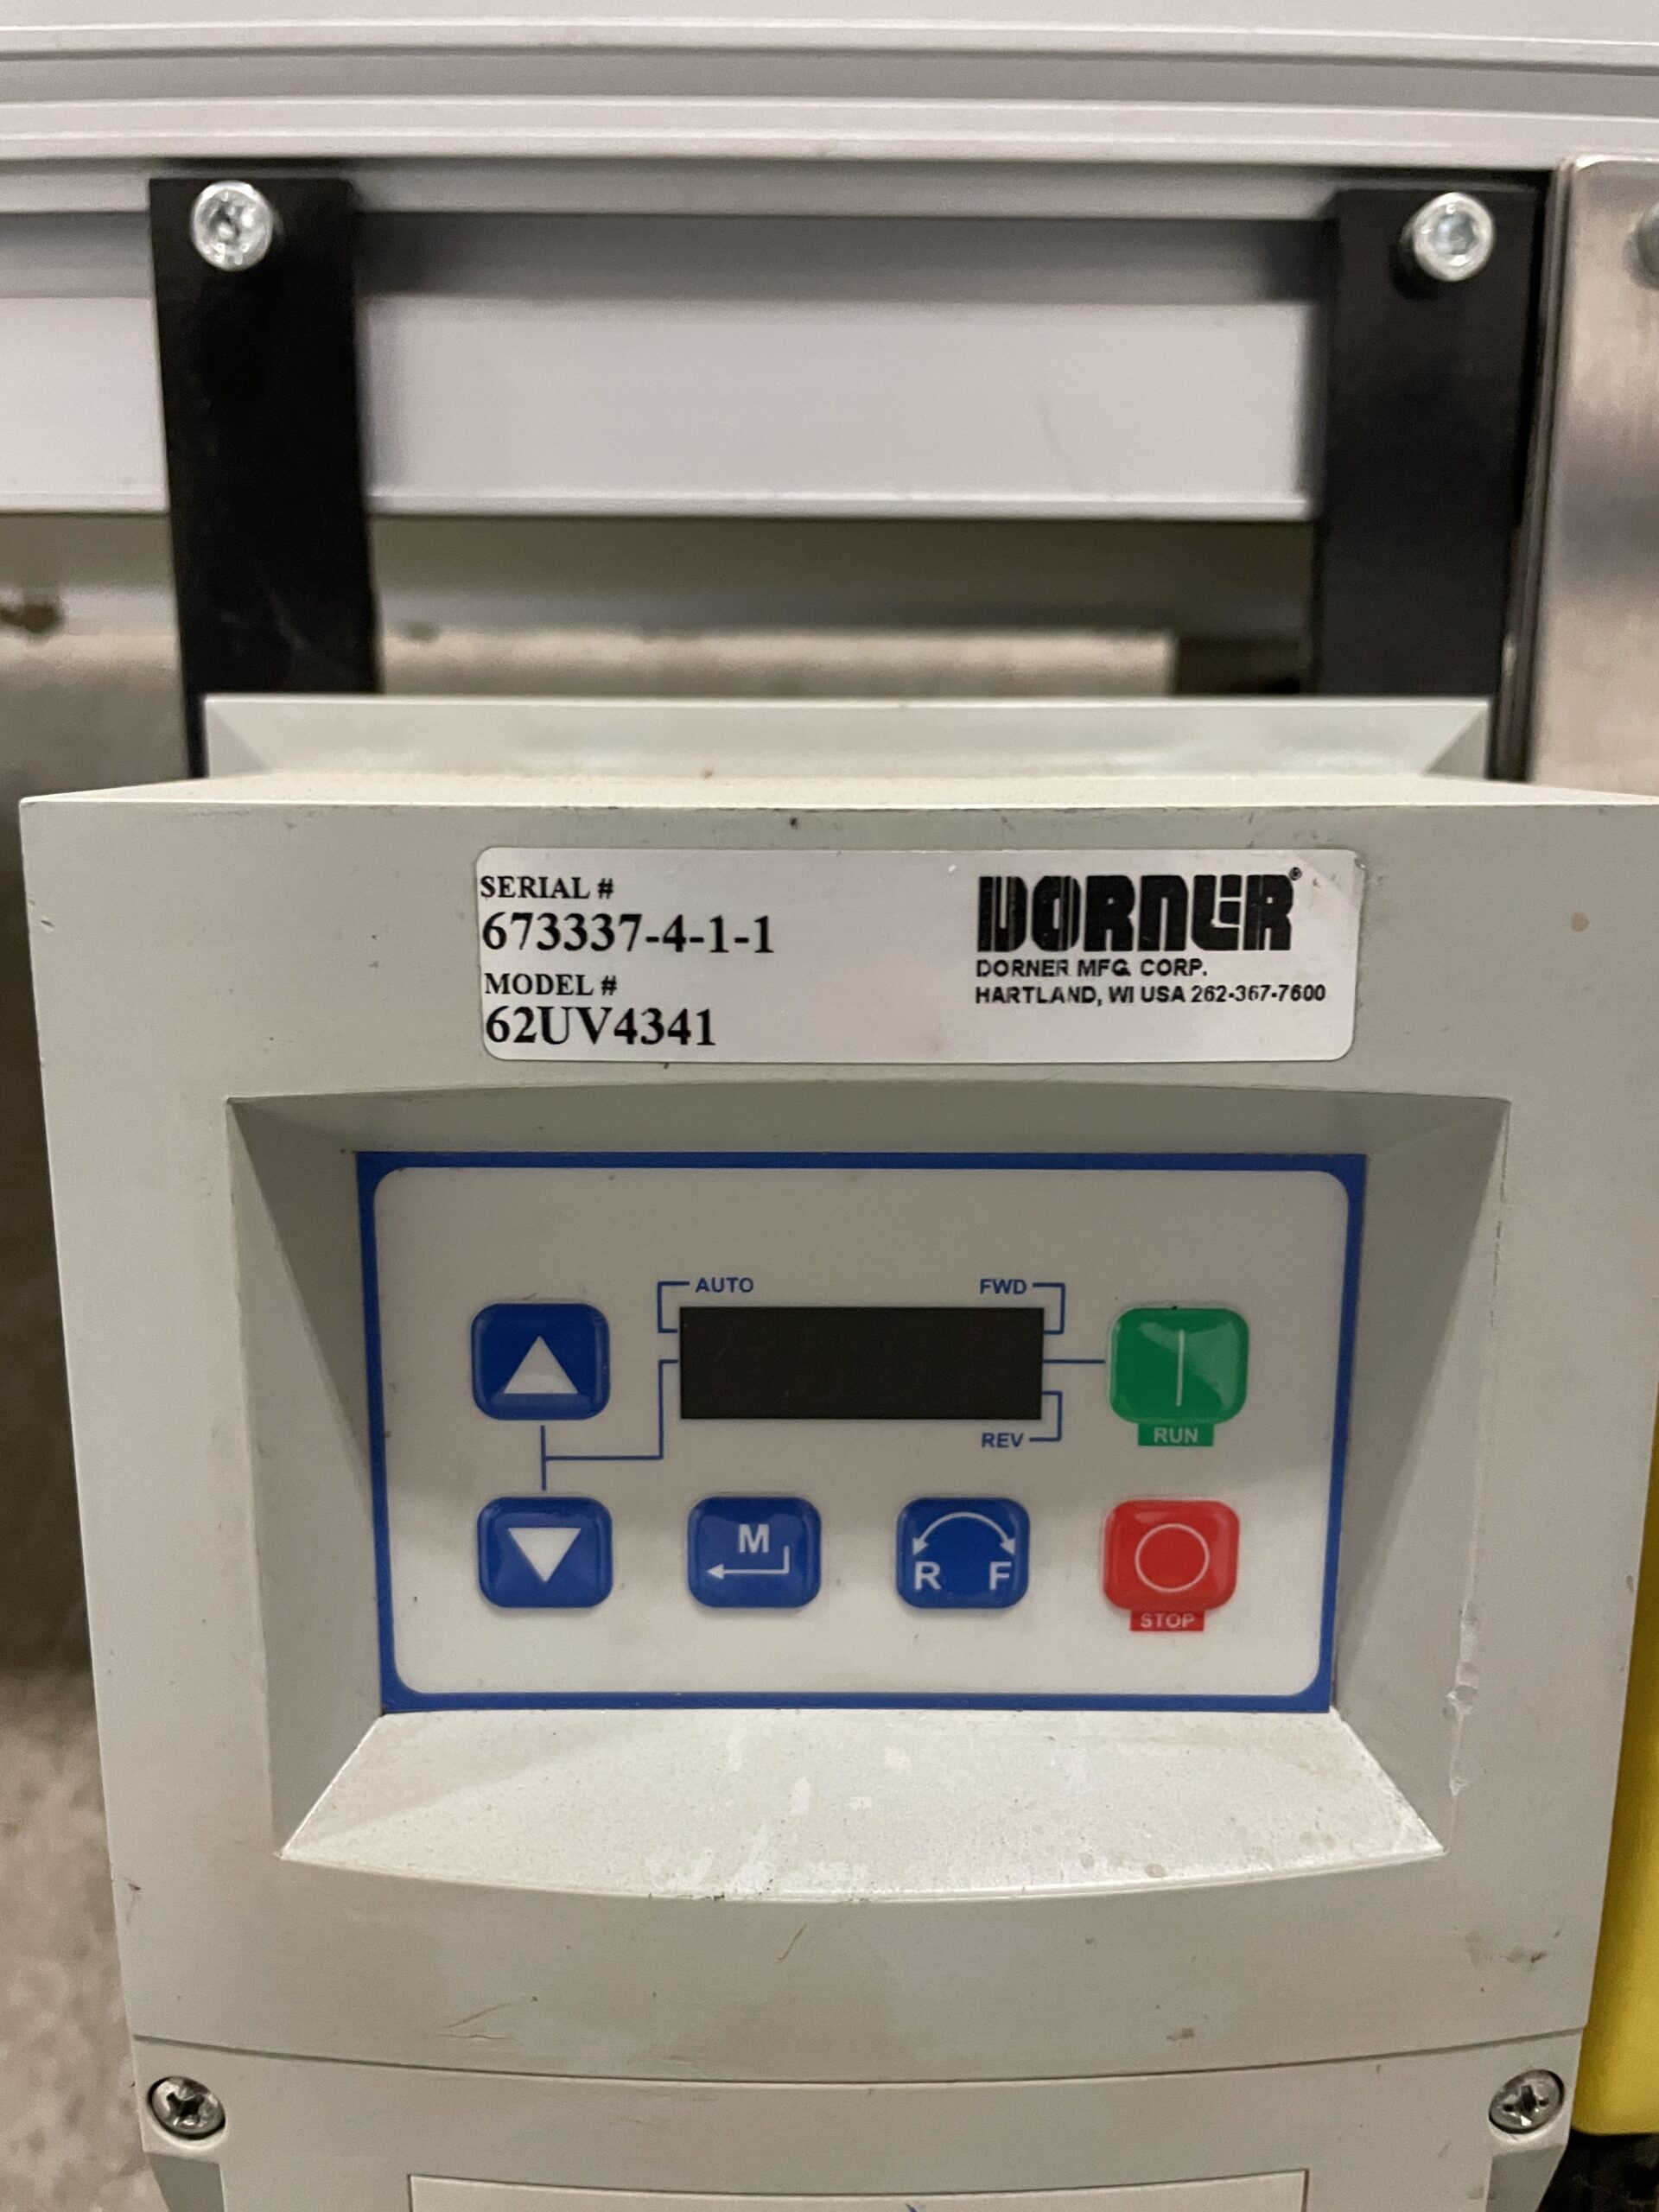 SERIAL #
673337-4-1-1
MODEL #
62UV4341
DORNER®
DORNER MFG. CORP.
HARTLAND, WI USA 262-367-7600
AUTO
FWD
REV
RUN
M
R F
STOP